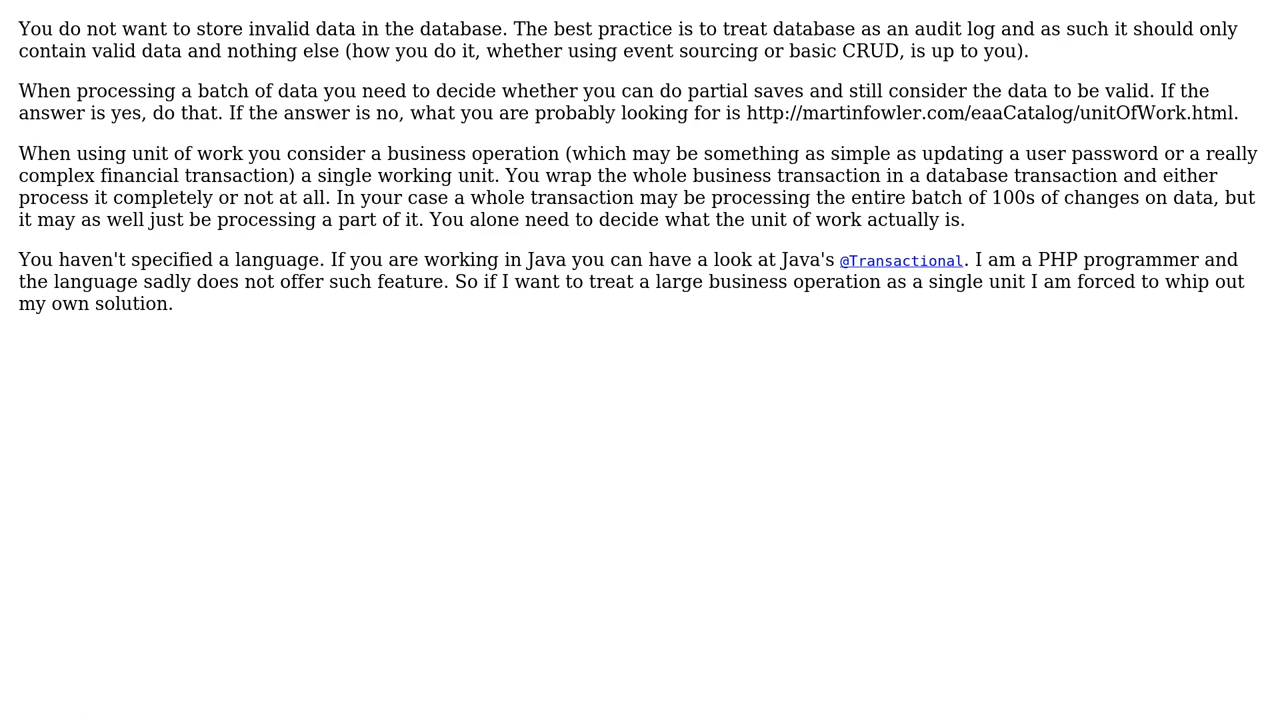 You do not want to store invalid data in the database. The best practice is to treat database as an audit log and as such it should only
contain valid data and nothing else (how you do it, whether using event sourcing or basic CRUD, is up to you).
When processing a batch of data you need to decide whether you can do partial saves and still consider the data to be valid. If the
answer is yes, do that. If the answer is no, what you are probably looking for is http://martinfowler.com/eaaCatalog/unitOfWork.html.
When using unit of work you consider a business operation (which may be something as simple as updating a user password or a really
complex financial transaction) a single working unit. You wrap the whole business transaction in a database transaction and either
process it completely or not at all. In your case a whole transaction may be processing the entire batch of 100s of changes on data, but
it may as well just be processing a part of it. You alone need to decide what the unit of work actually is.
You haven't specified a language. If you are working in Java you can have a look at Java's @Transactional. I am a PHP programmer and
the language sadly does not offer such feature. So if I want to treat a large business operation as a single unit I am forced to whip out
my own solution.